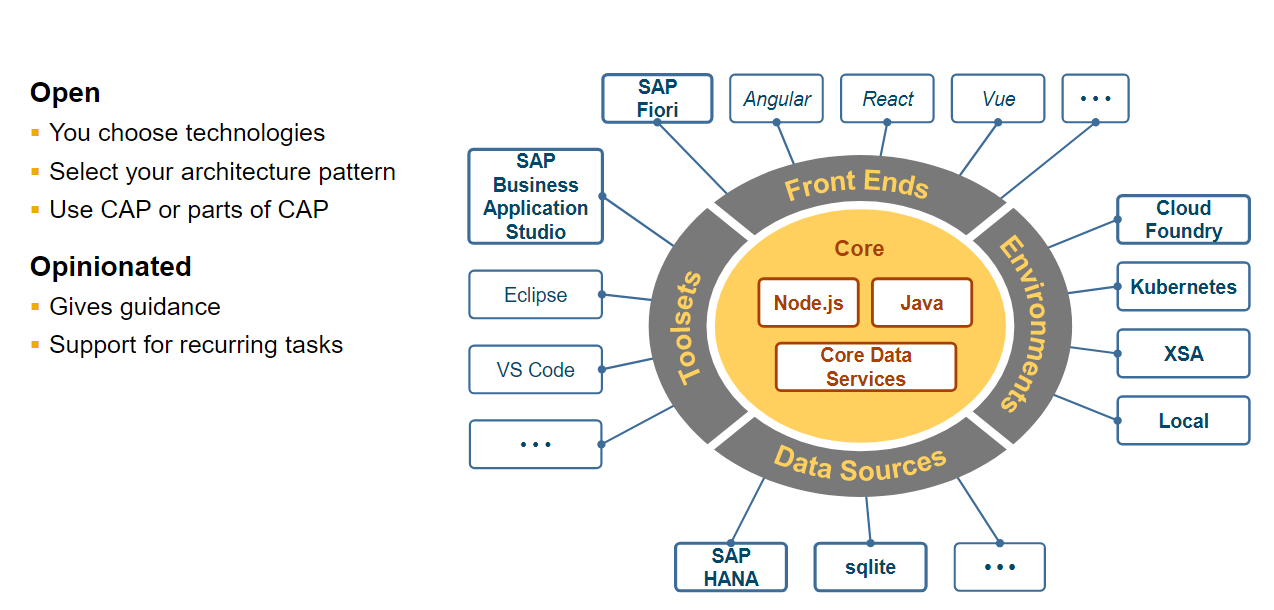 Open
▪ You choose technologies
▪ Select your architecture pattern
▪ Use CAP or parts of CAP
Opinionated
▪ Gives guidance
▪ Support for recurring tasks
SAP
Fiori
Angular
React
Vue
• • •
Front Ends
SAP
Business
Application
Studio
Eclipse
VS Code
• • •
Toolsets
Core
Node.js
Java
Core Data
Services
Environments
Cloud
Foundry
Kubernetes
XSA
Local
Data Sources
SAP
HANA
sqlite
• • •